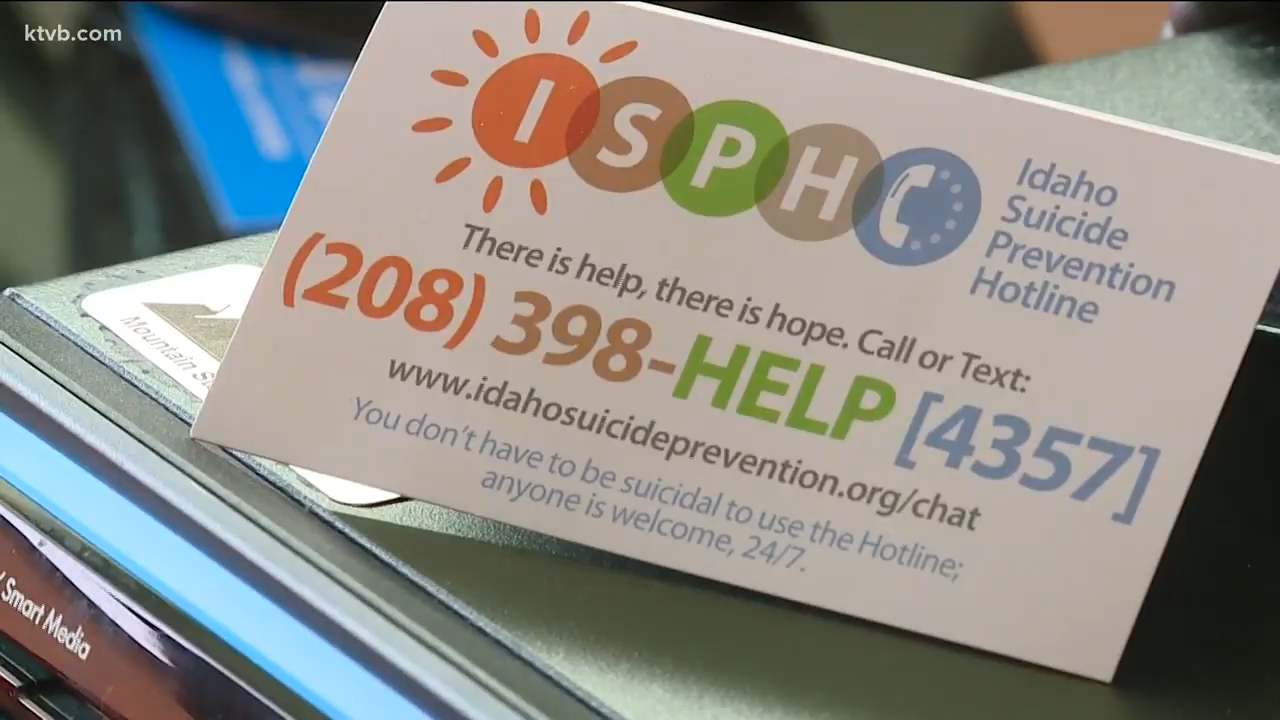 ktvb.com
ISPH
Idaho
Suicide
Prevention
Hotline
There is help, there is hope. Call or Text:
(208) 398-HELP [4357]
www.idahosuicideprevention.org/chat
You don't have to be suicidal to use the Hotline;
anyone is welcome, 24/7.
Mountain
Smart Media